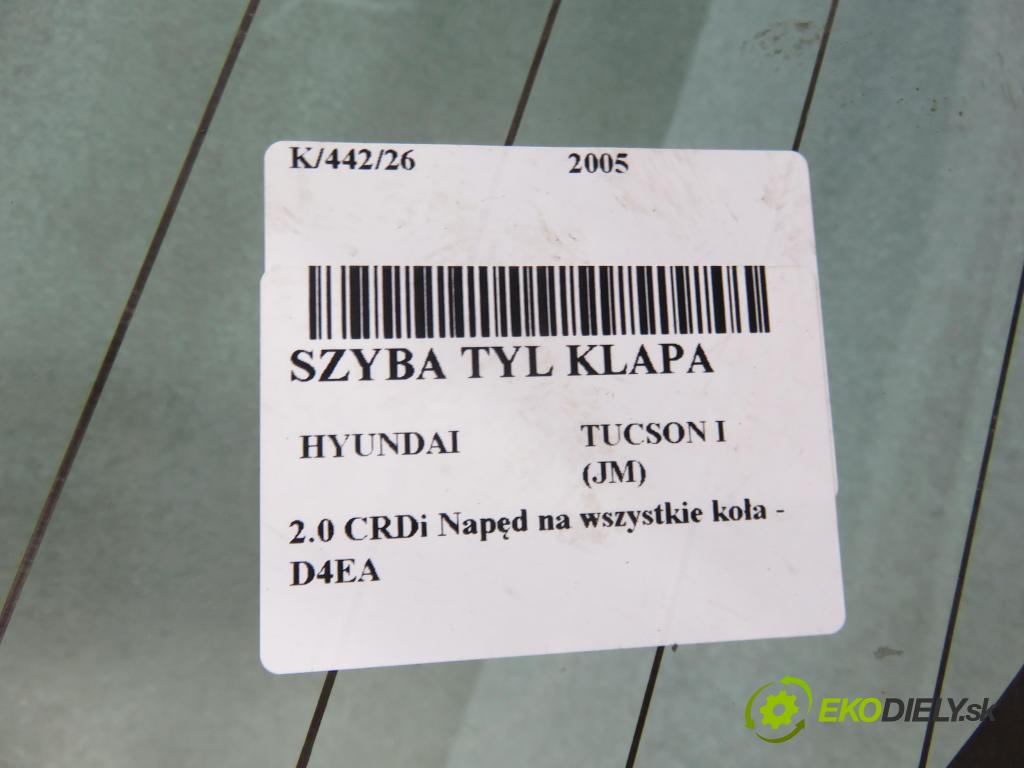 K/442/26 2005
SZYBA TYL KLAPA
HYUNDAI TUCSON I
(JM)
2.0 CRDi Napęd na wszystkie koła -
D4EA
EKODIELY.sk